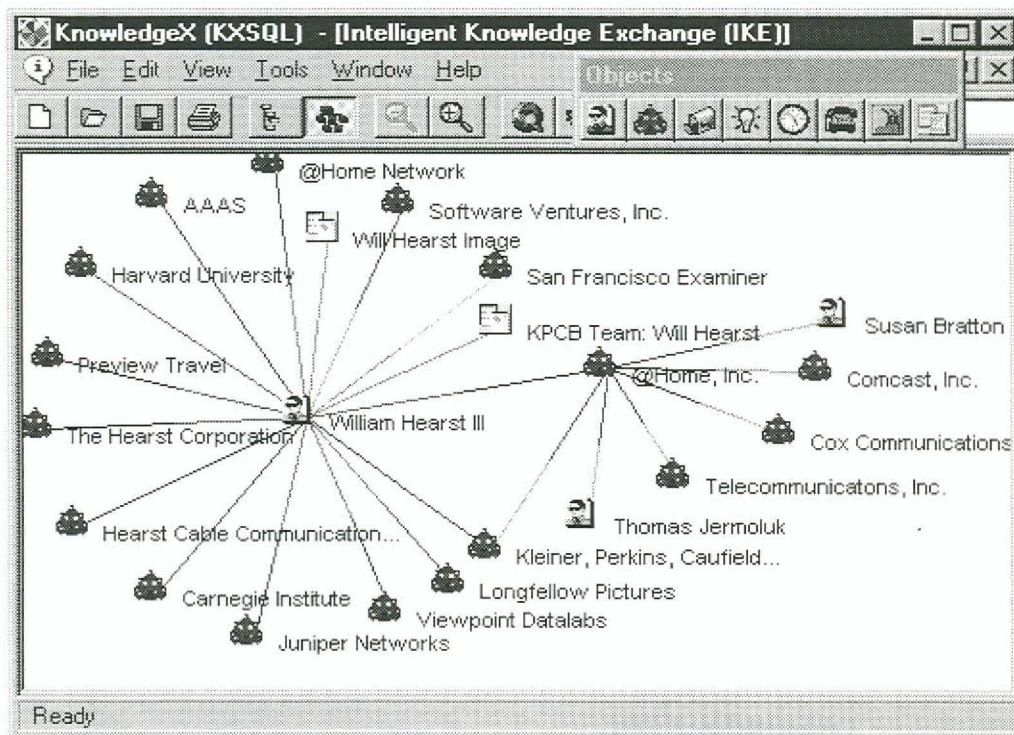 KnowledgeX (KXSQL) - [Intelligent Knowledge Exchange (IKE)]
File Edit View Tools Window Help
Objects
@Home Network
AAAS
Software Ventures, Inc.
Will Hearst Image
Harvard University
San Francisco Examiner
KPCB Team: Will Hearst
Susan Bratton
Preview Travel
@Home, Inc.
Comcast, Inc.
William Hearst III
The Hearst Corporation
Cox Communications
Telecommunicatons, Inc.
Hearst Cable Communication...
Thomas Jermoluk
Kleiner, Perkins, Caufield...
Carnegie Institute
Longfellow Pictures
Viewpoint Datalabs
Juniper Networks
Ready